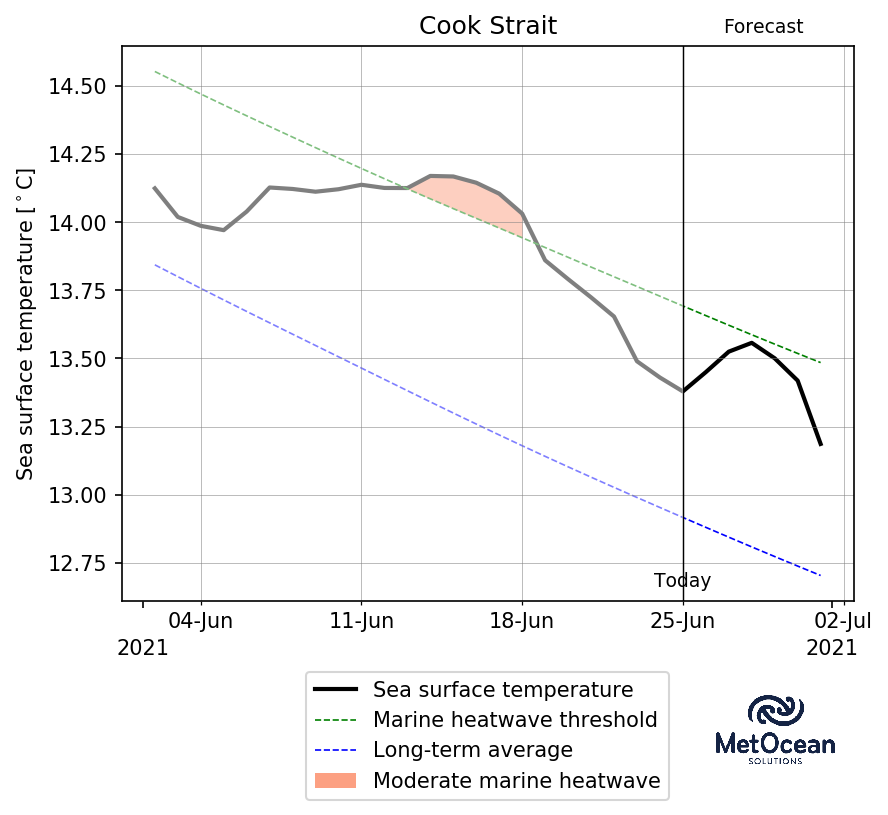 Cook Strait
Forecast
Sea surface temperature [°C]
14.50
14.25
14.00
13.75
13.50
13.25
13.00
12.75
Today
04-Jun
11-Jun
18-Jun
25-Jun
02-Jul
2021
2021
Sea surface temperature
Marine heatwave threshold
Long-term average
Moderate marine heatwave
MetOcean
SOLUTIONS